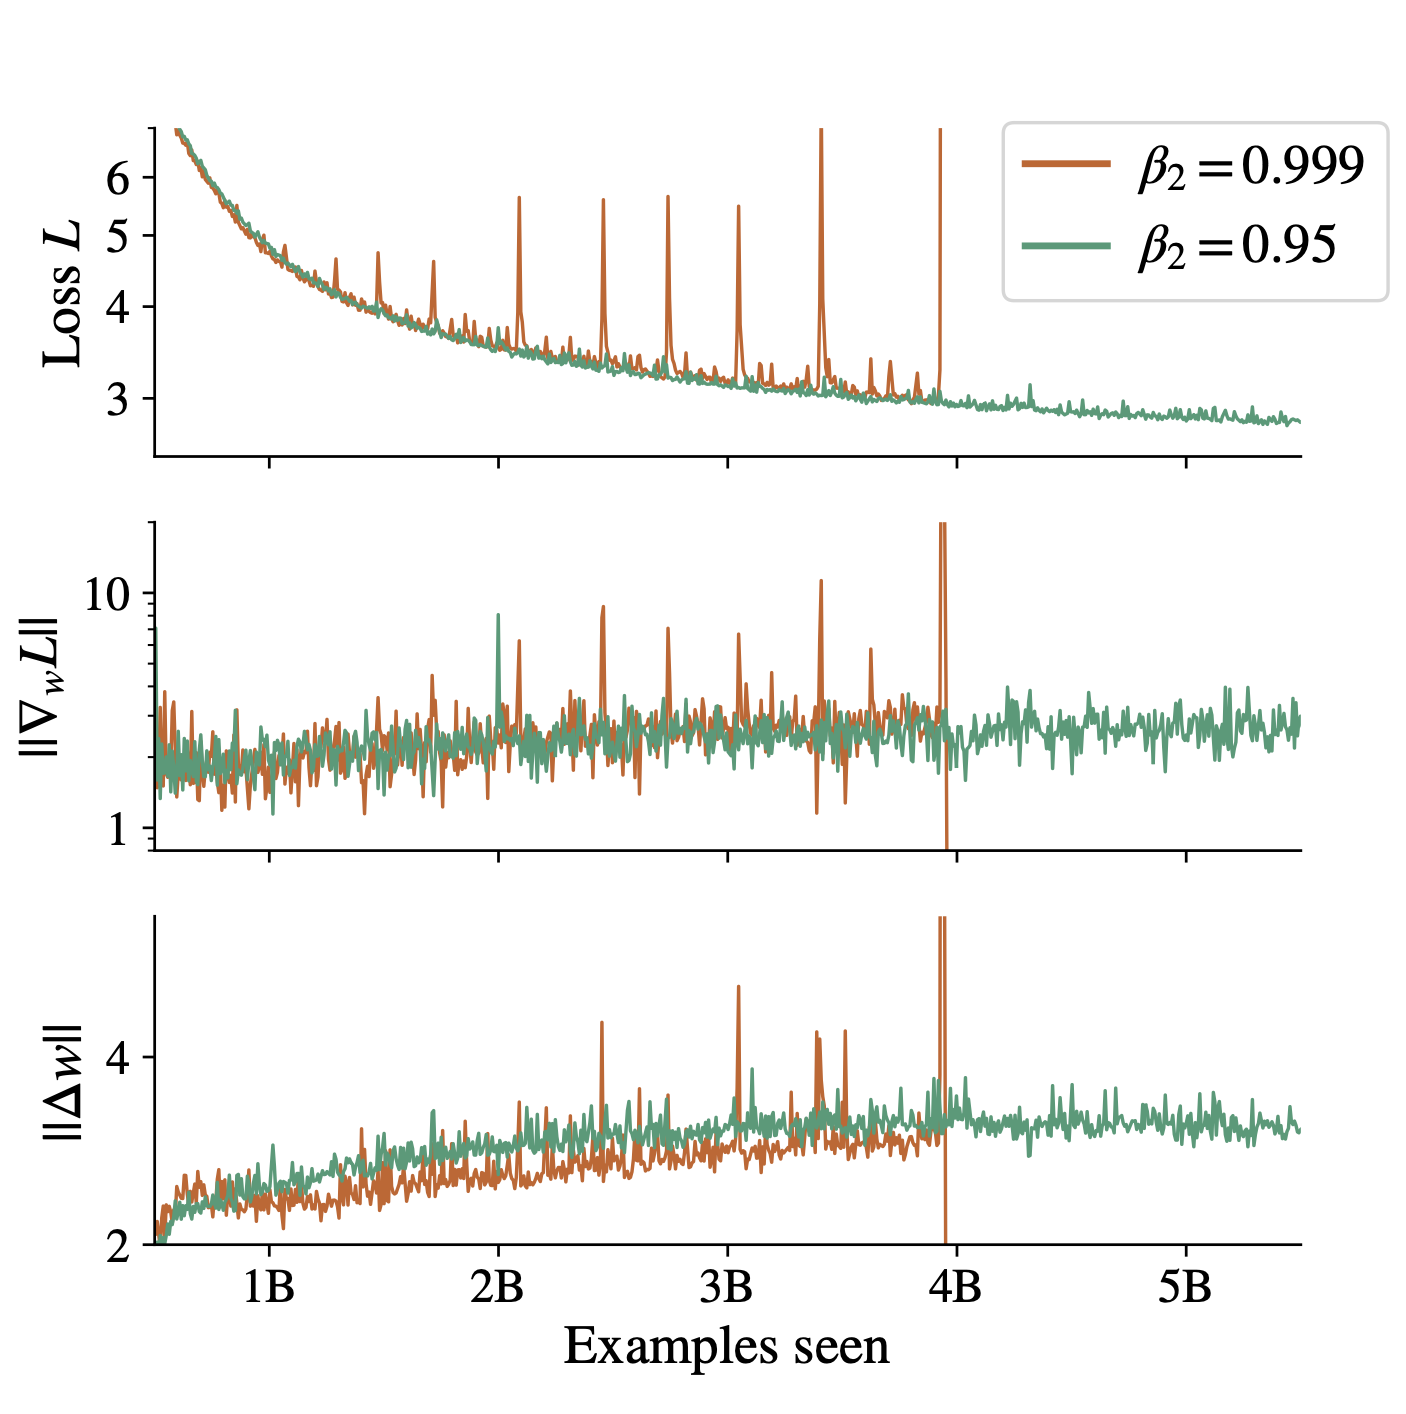 β₂ = 0.999
β₂ = 0.95
Loss L
6
5
4
3
‖∇wL‖
10
1
‖Δw‖
4
2
1B 2B 3B 4B 5B
Examples seen